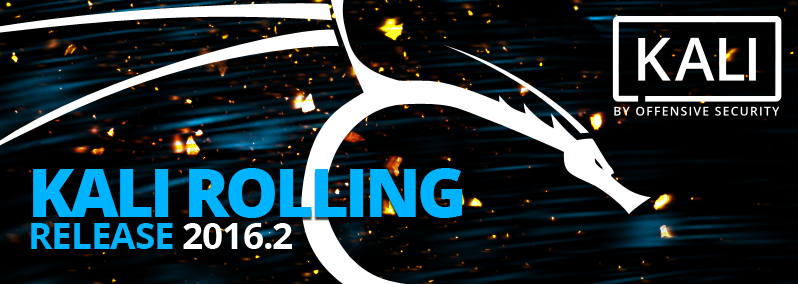 KALI
BY OFFENSIVE SECURITY
KALI ROLLING
RELEASE 2016.2